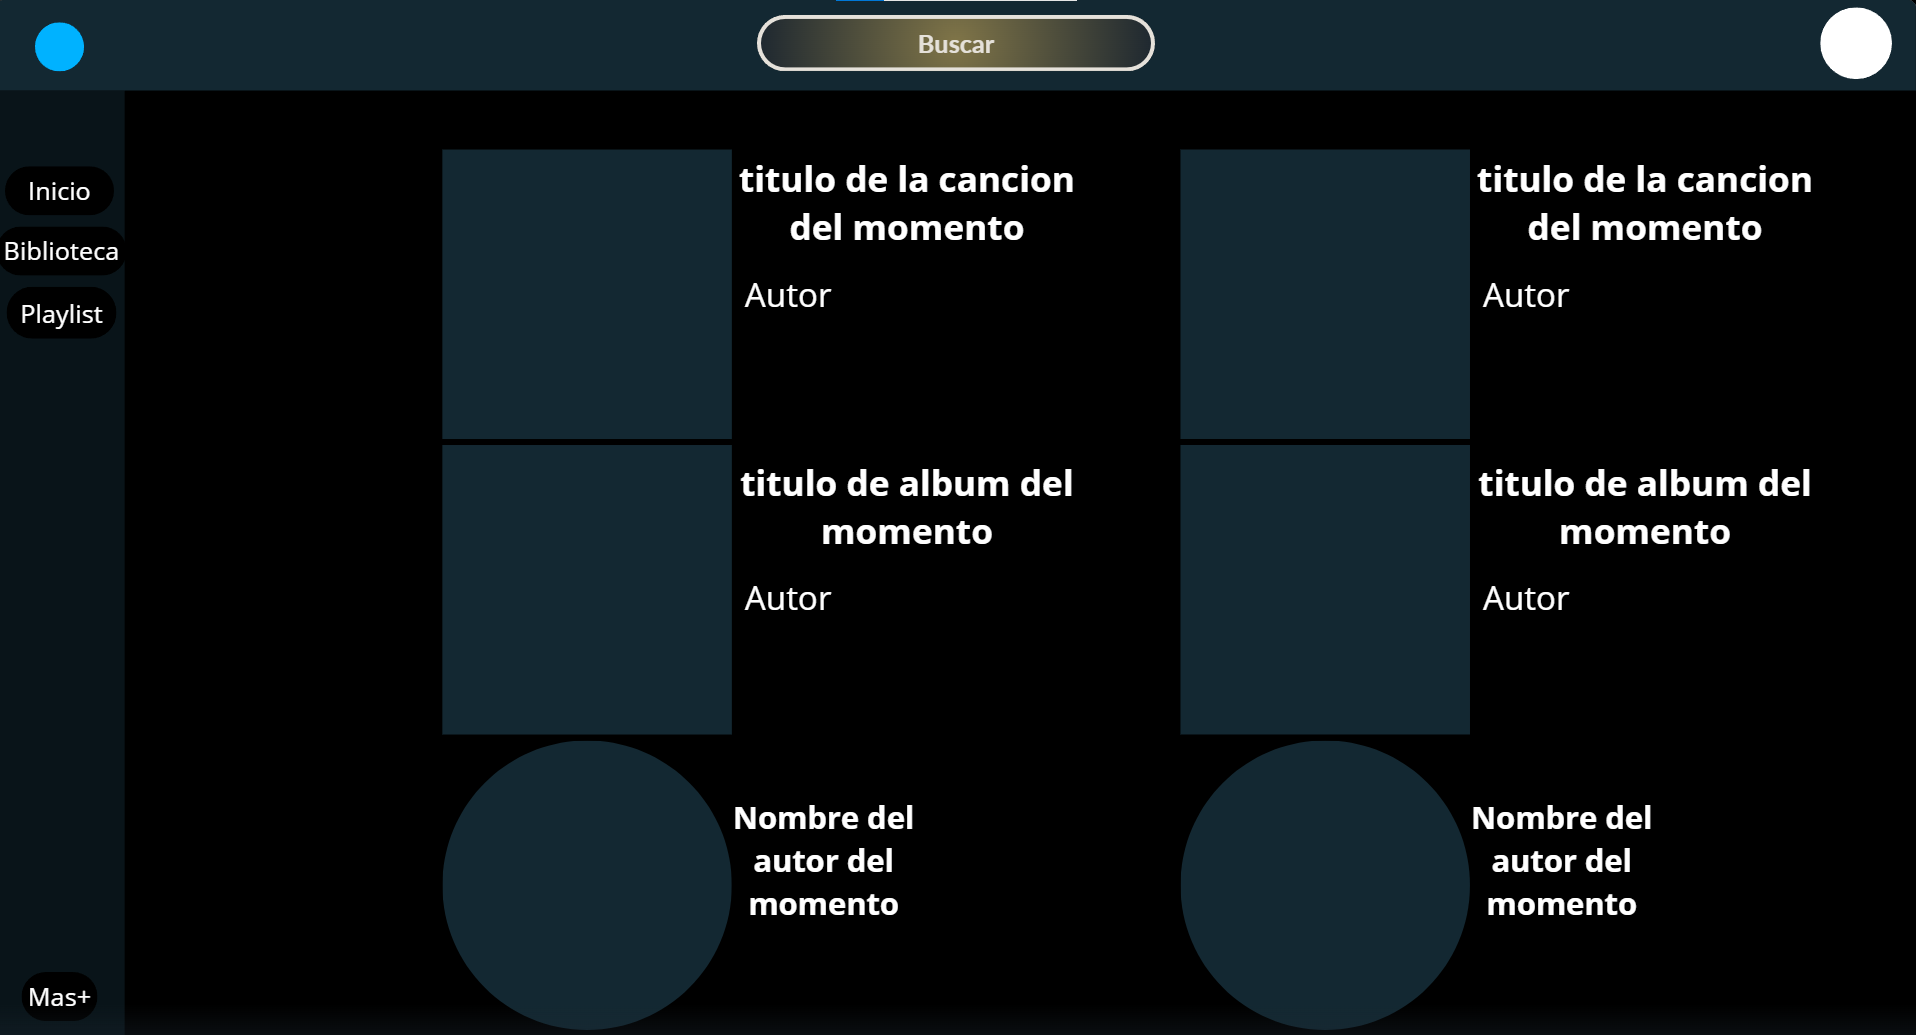 Buscar
Inicio
Biblioteca
Playlist
Mas+
titulo de la cancion
del momento
Autor
titulo de la cancion
del momento
Autor
titulo de album del
momento
Autor
titulo de album del
momento
Autor
Nombre del
autor del
momento
Nombre del
autor del
momento